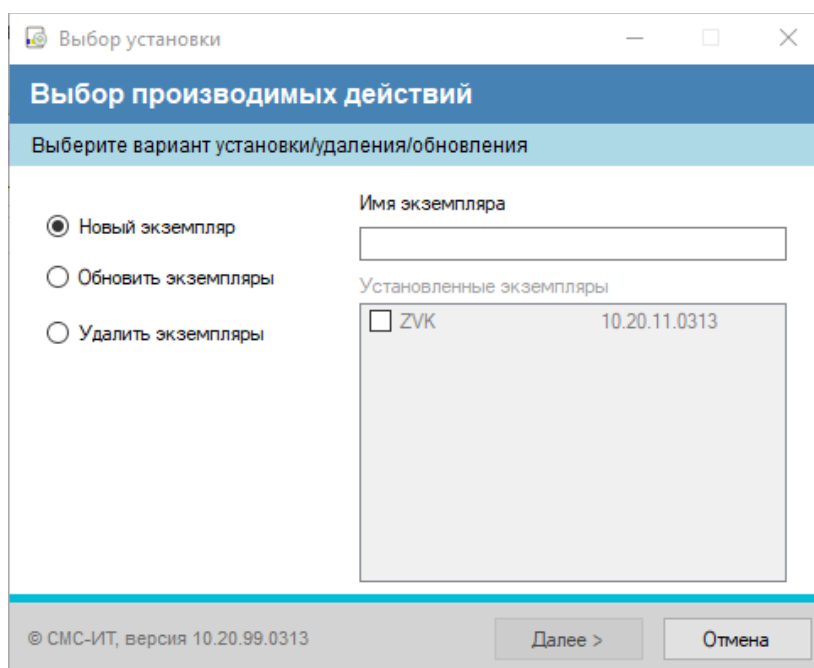 Выбор установки
Выбор производимых действий
Выберите вариант установки/удаления/обновления
Новый экземпляр
Обновить экземпляры
Удалить экземпляры
Имя экземпляра
Установленные экземпляры
ZVK 10.20.11.0313
© СМС-ИТ, версия 10.20.99.0313
Далее >
Отмена